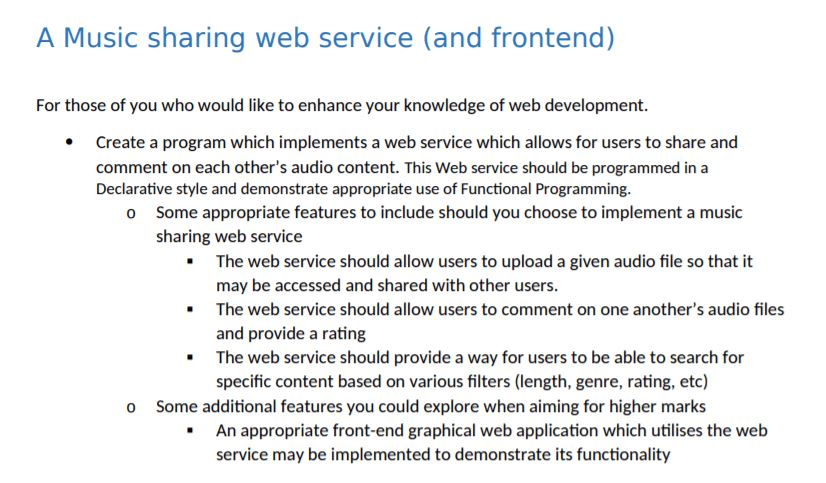 A Music sharing web service (and frontend)
For those of you who would like to enhance your knowledge of web development.
• Create a program which implements a web service which allows for users to share and
comment on each other's audio content. This Web service should be programmed in a
Declarative style and demonstrate appropriate use of Functional Programming.
o Some appropriate features to include should you choose to implement a music
sharing web service
▪ The web service should allow users to upload a given audio file so that it
may be accessed and shared with other users.
▪ The web service should allow users to comment on one another's audio files
and provide a rating
▪ The web service should provide a way for users to be able to search for
specific content based on various filters (length, genre, rating, etc)
o Some additional features you could explore when aiming for higher marks
▪ An appropriate front-end graphical web application which utilises the web
service may be implemented to demonstrate its functionality